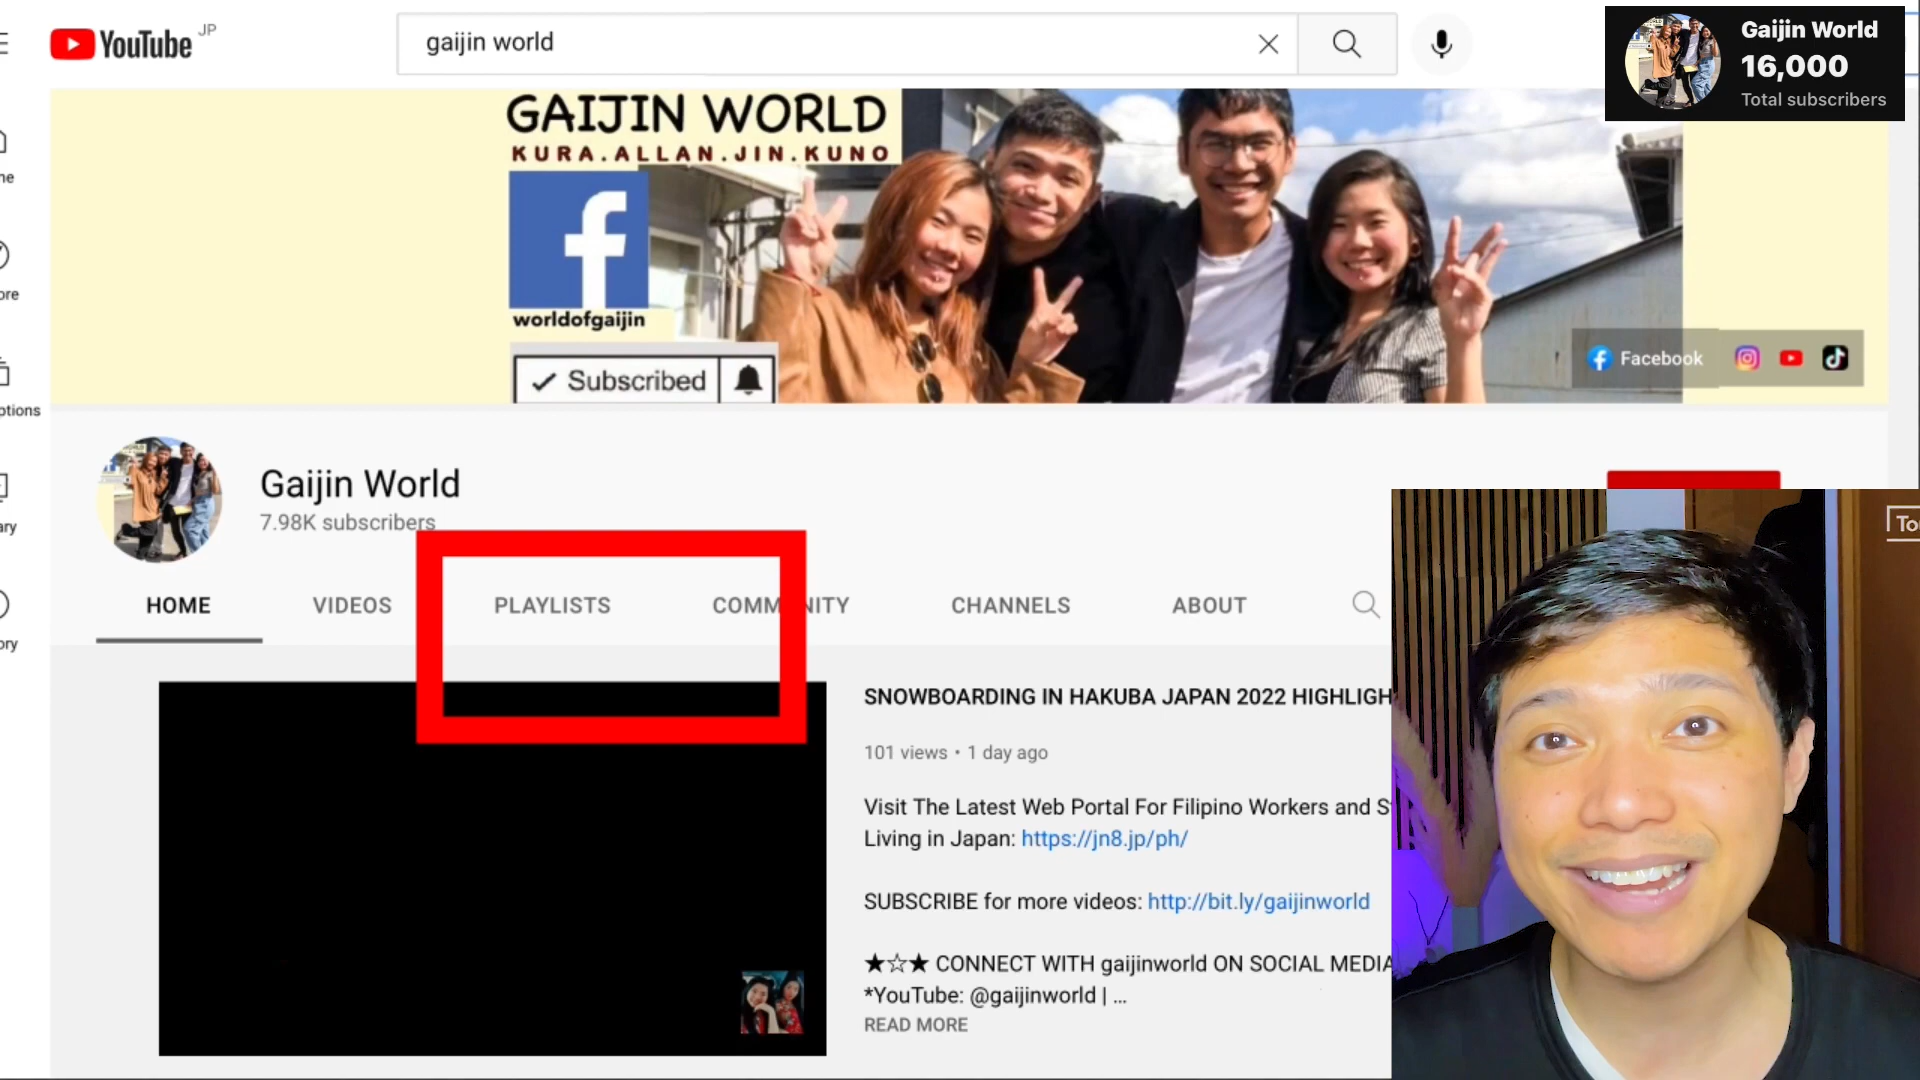 YouTube JP
gaijin world
Gaijin World
16,000
Total subscribers
GAIJIN WORLD
KURA.ALLAN.JIN.KUNO
f
worldofgaijin
Subscribed
Facebook
Gaijin World
7.98K subscribers
HOME VIDEOS PLAYLISTS COMMUNITY CHANNELS ABOUT
SNOWBOARDING IN HAKUBA JAPAN 2022 HIGHLIGH
101 views • 1 day ago
Visit The Latest Web Portal For Filipino Workers and S
Living in Japan: https://jn8.jp/ph/
SUBSCRIBE for more videos: http://bit.ly/gaijinworld
★☆★ CONNECT WITH gaijinworld ON SOCIAL MEDIA
*YouTube: @gaijinworld | ...
READ MORE
To